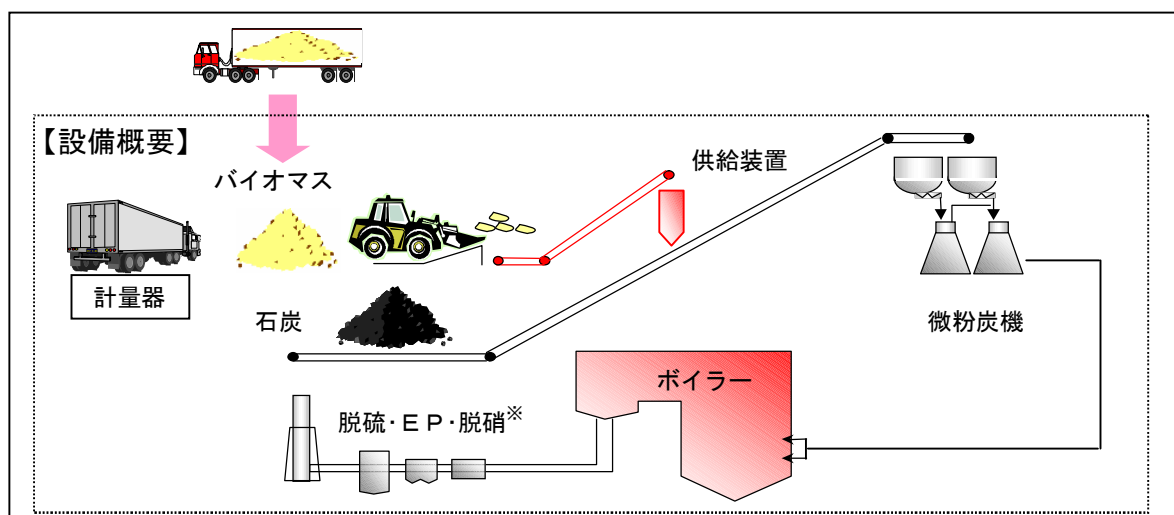 【設備概要】
バイオマス
供給装置
計量器
石炭
微粉炭機
ボイラー
脱硫・ＥＰ・脱硝※